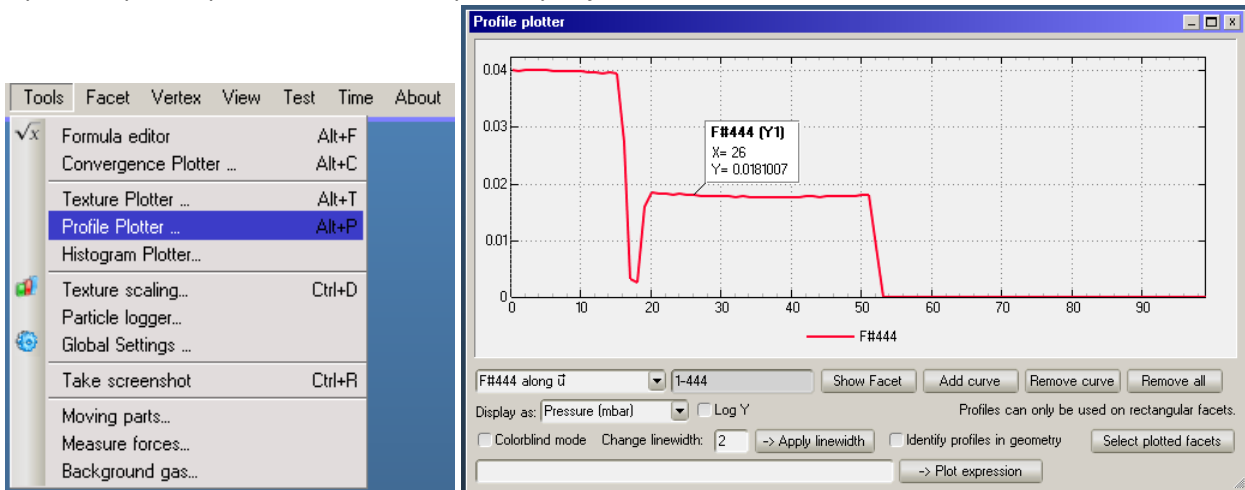 Tools Facet Vertex View Test Time About
Formula editor Alt+F
Convergence Plotter ... Alt+C
Texture Plotter ... Alt+T
Profile Plotter ... Alt+P
Histogram Plotter...
Texture scaling... Ctrl+D
Particle logger...
Global Settings ...
Take screenshot Ctrl+R
Moving parts...
Measure forces...
Background gas...
Profile plotter
0.04
0.03
0.02
0.01
0
F#444 (Y1)
X= 26
Y= 0.0181007
0 10 20 30 40 50 60 70 80 90
F#444
F#444 along ū 1-444 Show Facet Add curve Remove curve Remove all
Display as: Pressure (mbar) Log Y Profiles can only be used on rectangular facets.
Colorblind mode Change linewidth: 2 -> Apply linewidth Identify profiles in geometry Select plotted facets
-> Plot expression